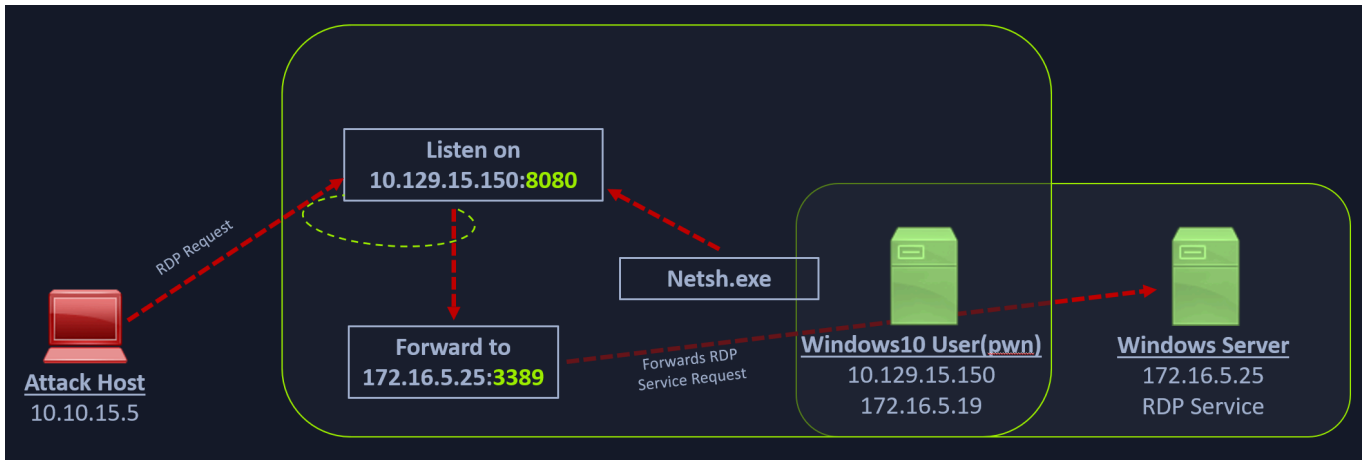 Listen on
10.129.15.150:8080
RDP Request
Netsh.exe
Forward to
172.16.5.25:3389
Forwards RDP
Service Request
Attack Host
10.10.15.5
Windows10 User(pwn)
10.129.15.150
172.16.5.19
Windows Server
172.16.5.25
RDP Service